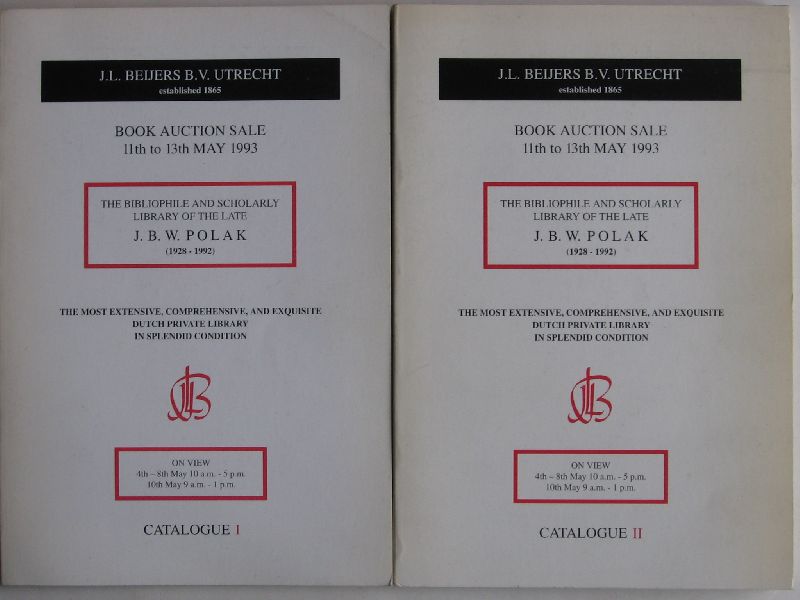 J.L. BEIJERS B.V. UTRECHT
established 1865
BOOK AUCTION SALE
11th to 13th MAY 1993
THE BIBLIOPHILE AND SCHOLARLY
LIBRARY OF THE LATE
J. B. W. POLAK
(1928 - 1992)
THE MOST EXTENSIVE, COMPREHENSIVE, AND EXQUISITE
DUTCH PRIVATE LIBRARY
IN SPLENDID CONDITION
JLB
ON VIEW
4th – 8th May 10 a.m. - 5 p.m.
10th May 9 a.m. - 1 p.m.
CATALOGUE I
J.L. BEIJERS B.V. UTRECHT
established 1865
BOOK AUCTION SALE
11th to 13th MAY 1993
THE BIBLIOPHILE AND SCHOLARLY
LIBRARY OF THE LATE
J. B. W. POLAK
(1928 - 1992)
THE MOST EXTENSIVE, COMPREHENSIVE, AND EXQUISITE
DUTCH PRIVATE LIBRARY
IN SPLENDID CONDITION
JLB
ON VIEW
4th – 8th May 10 a.m. - 5 p.m.
10th May 9 a.m. - 1 p.m.
CATALOGUE II